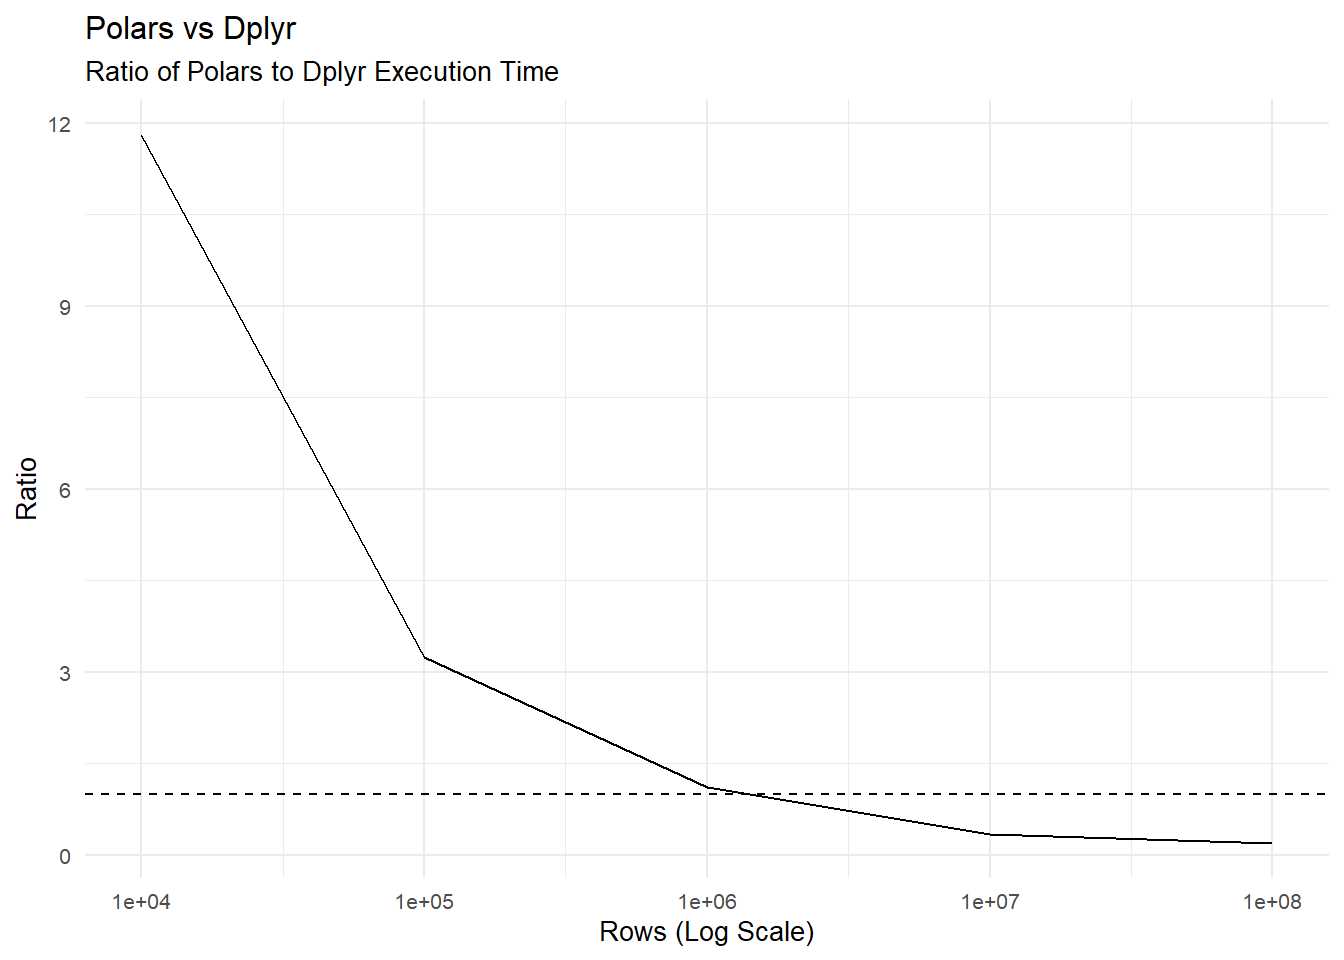 Polars vs Dplyr
Ratio of Polars to Dplyr Execution Time
12
9
6
3
0
Ratio
1e+04
1e+05
1e+06
1e+07
1e+08
Rows (Log Scale)